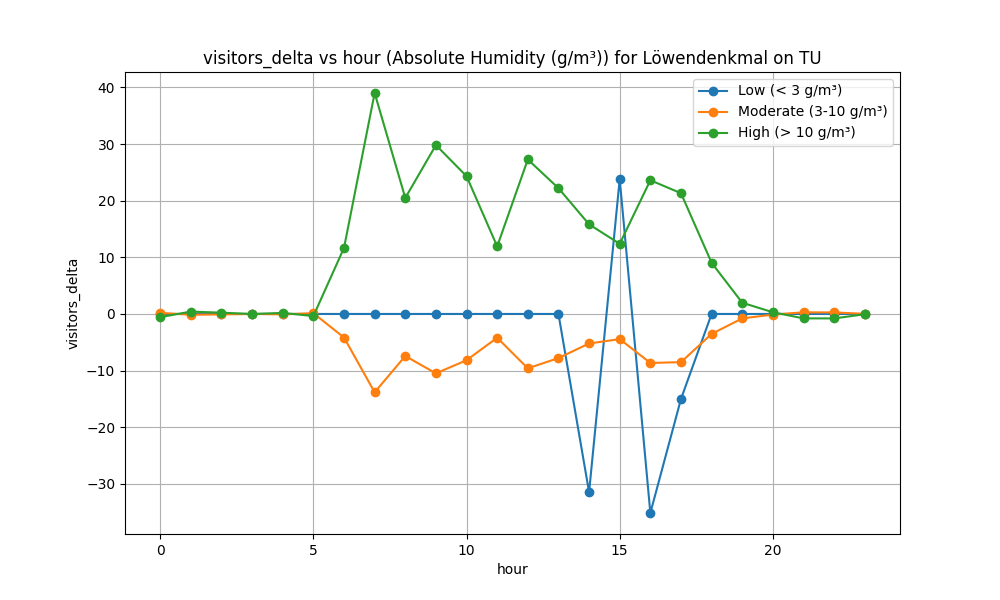 visitors_delta vs hour (Absolute Humidity (g/m³)) for Löwendenkmal on TU
Low (< 3 g/m³)
Moderate (3-10 g/m³)
High (> 10 g/m³)
visitors_delta
40
30
20
10
0
−10
−20
−30
0 5 10 15 20
hour